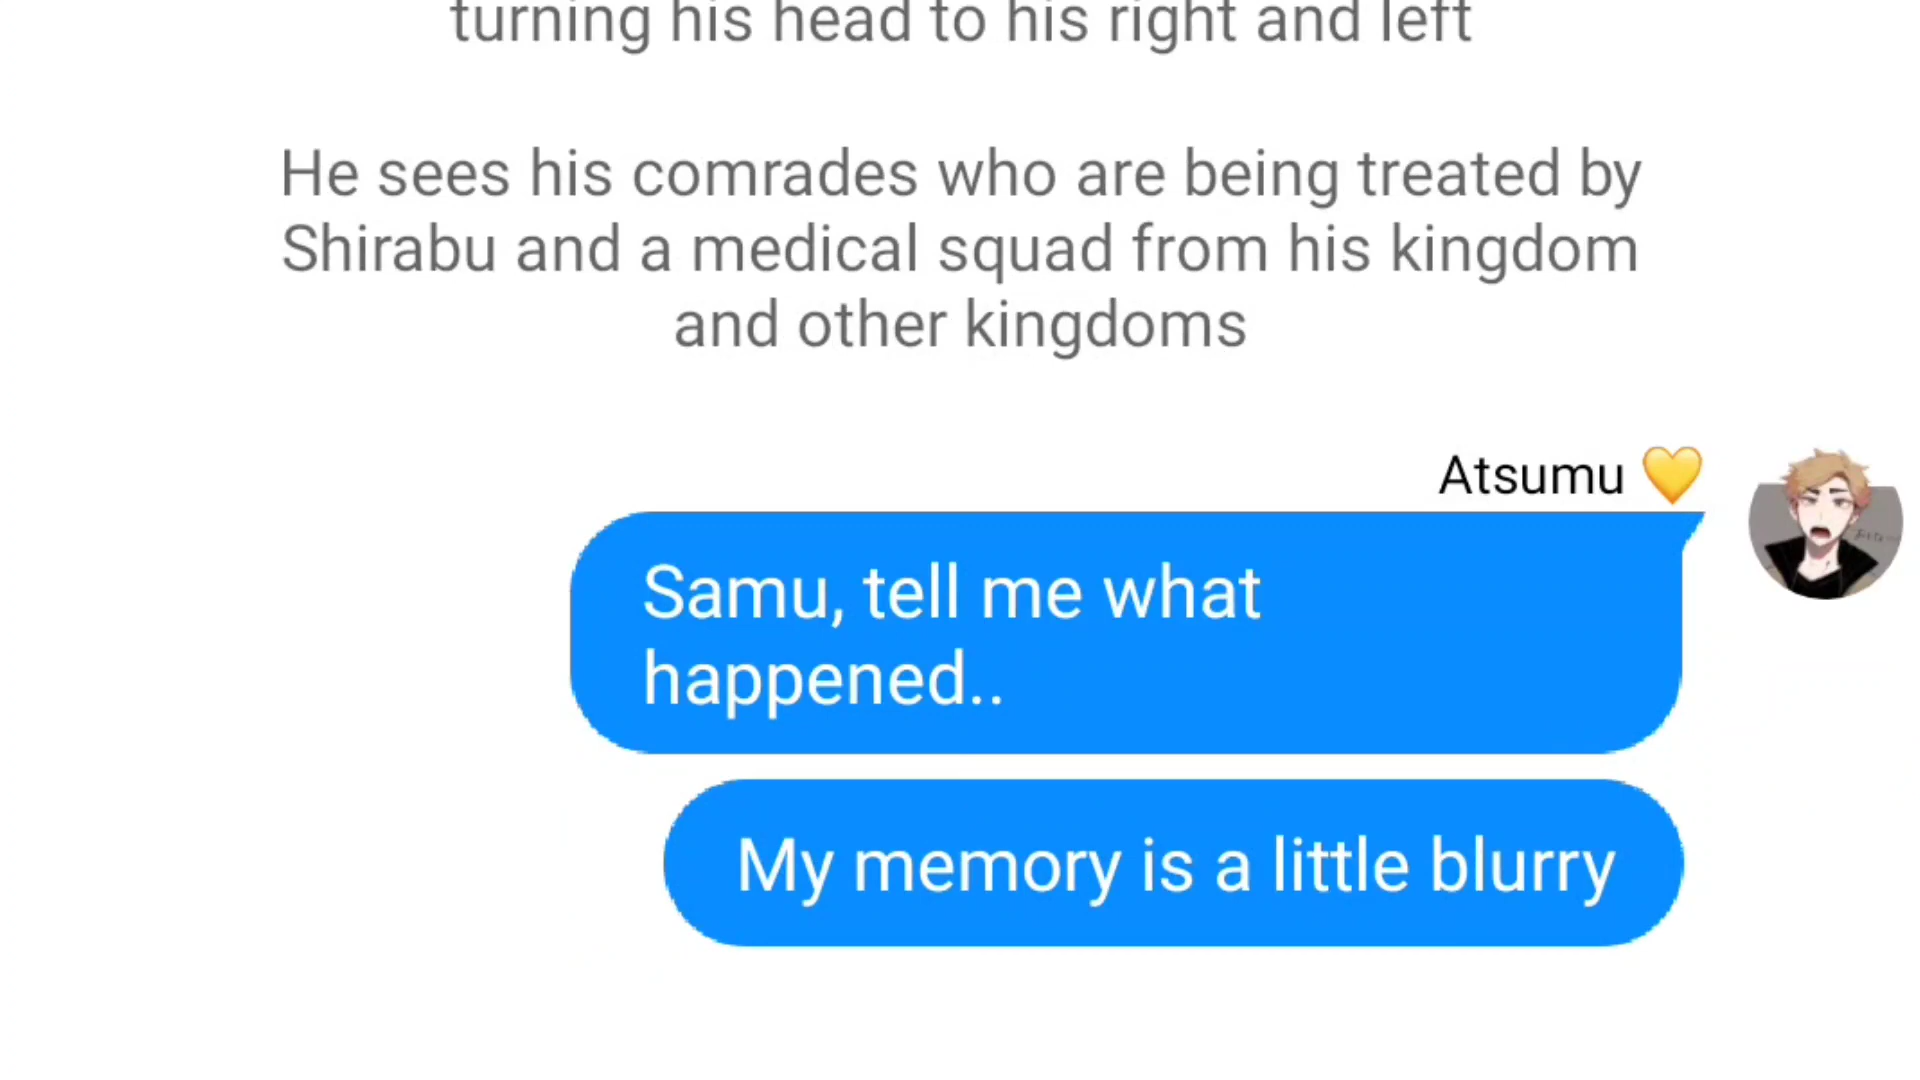 turning his head to his right and left
He sees his comrades who are being treated by
Shirabu and a medical squad from his kingdom
and other kingdoms
Atsumu 💛
Samu, tell me what
happened..
My memory is a little blurry